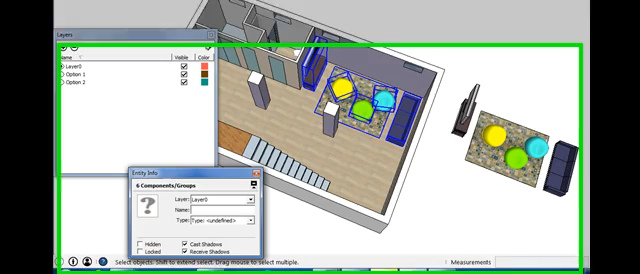 Layers
Name Visible Color
Layer0
Option 1
Option 2
Entity Info
6 Components/Groups
Layer: Layer0
Name:
Type: Type: <undefined>
Hidden Cast Shadows
Locked Receive Shadows
Select objects. Shift to extend select. Drag mouse to select multiple. Measurements